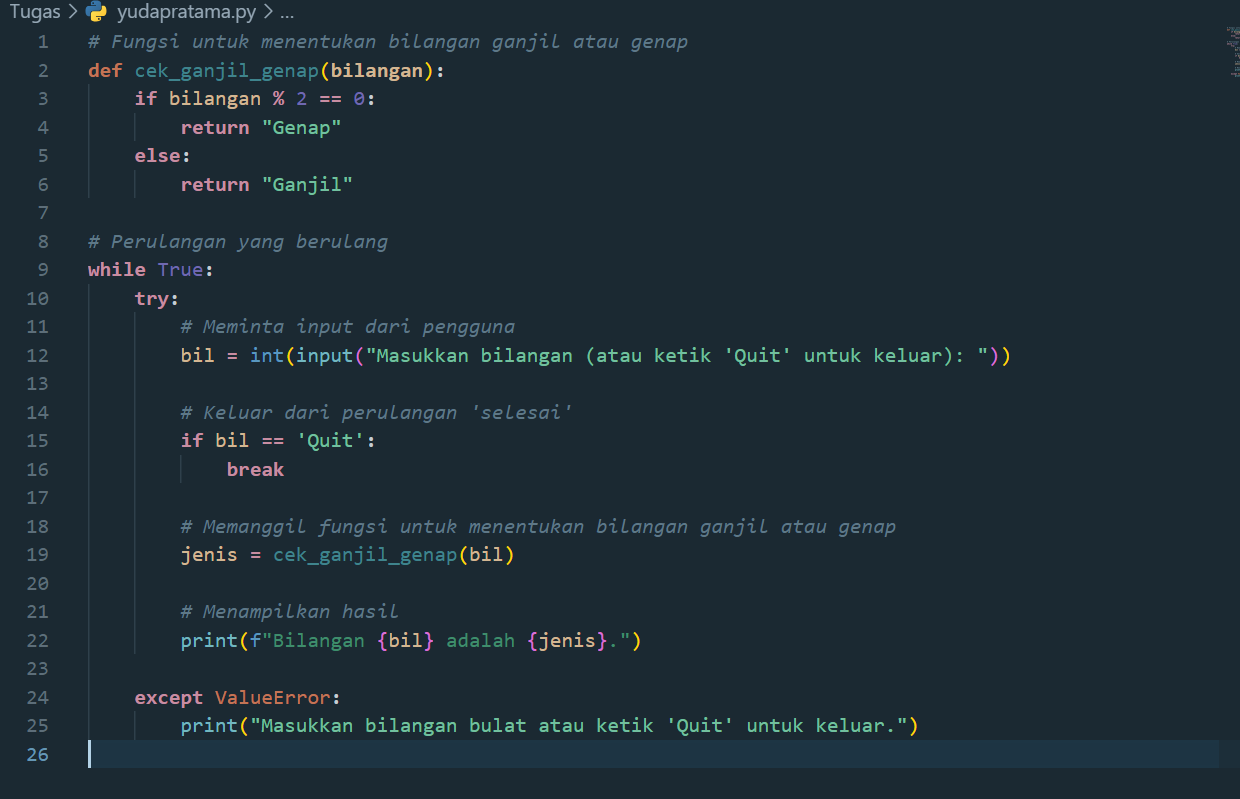 Tugas > yudapratama.py > ...
1 # Fungsi untuk menentukan bilangan ganjil atau genap
2 def cek_ganjil_genap(bilangan):
3     if bilangan % 2 == 0:
4         return "Genap"
5     else:
6         return "Ganjil"
7
8 # Perulangan yang berulang
9 while True:
10     try:
11         # Meminta input dari pengguna
12         bil = int(input("Masukkan bilangan (atau ketik 'Quit' untuk keluar): "))
13
14         # Keluar dari perulangan 'selesai'
15         if bil == 'Quit':
16             break
17
18         # Memanggil fungsi untuk menentukan bilangan ganjil atau genap
19         jenis = cek_ganjil_genap(bil)
20
21         # Menampilkan hasil
22         print(f"Bilangan {bil} adalah {jenis}.")
23
24     except ValueError:
25         print("Masukkan bilangan bulat atau ketik 'Quit' untuk keluar.")
26